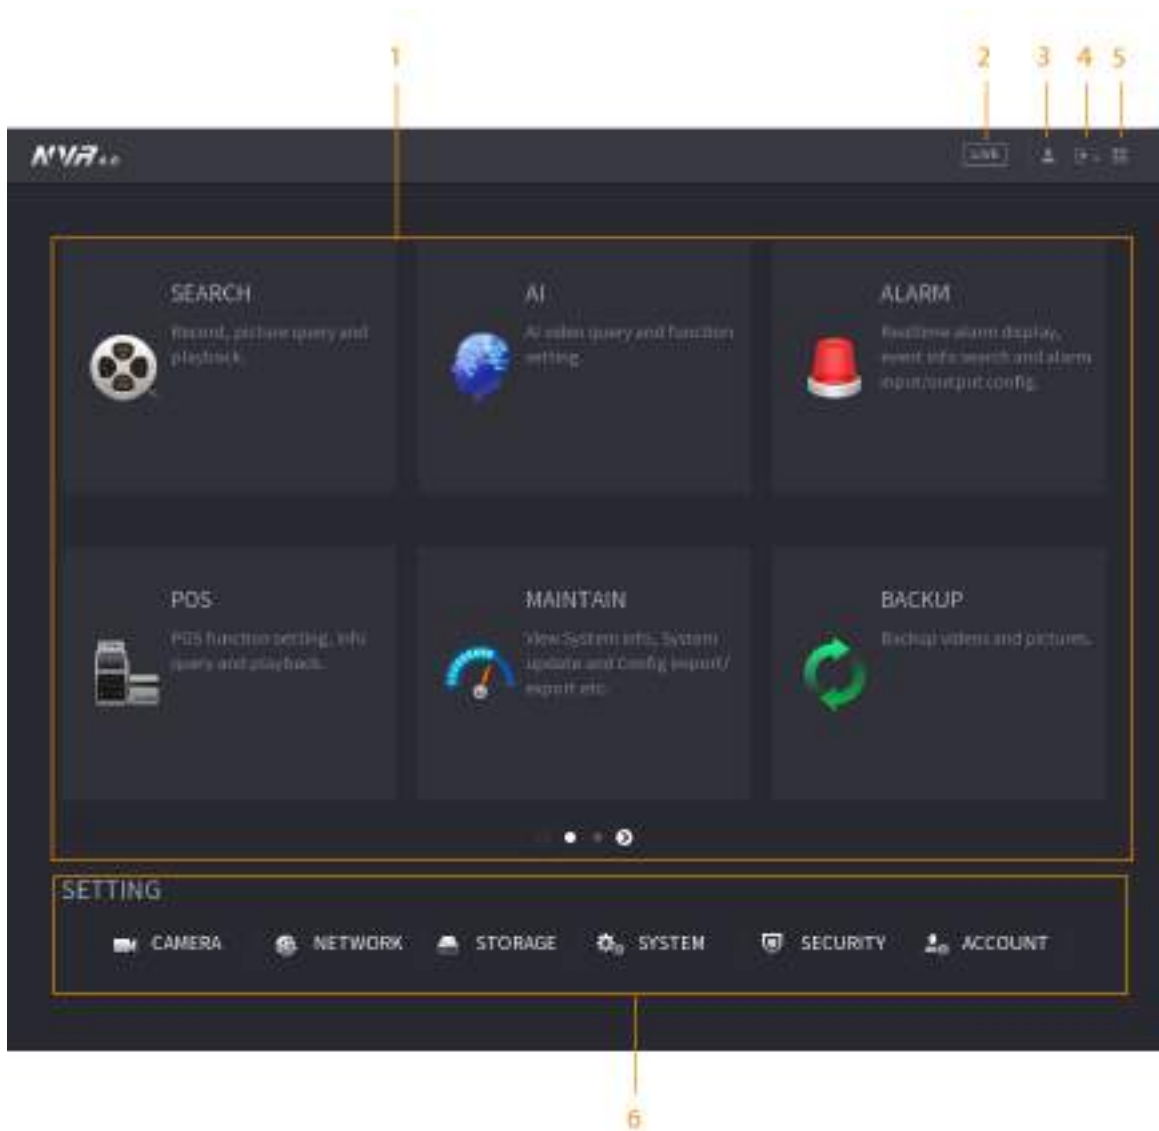 1
2 3 4 5
NVR 4.0
LIVE
SEARCH
Record, picture query and
playback.
AI
AI video query and function
setting
ALARM
Realtime alarm display,
event info search and alarm
input/output config.
POS
POS function setting, info
query and playback.
MAINTAIN
View System info, System
update and Config import/
export etc.
BACKUP
Backup videos and pictures.
SETTING
CAMERA NETWORK STORAGE SYSTEM SECURITY ACCOUNT
6